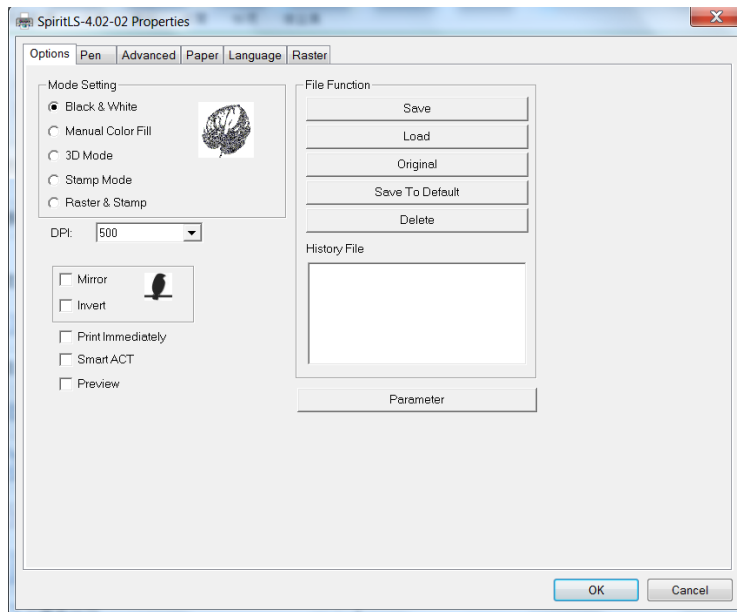 SpiritLS-4.02-02 Properties
Options Pen Advanced Paper Language Raster
Mode Setting
Black & White
Manual Color Fill
3D Mode
Stamp Mode
Raster & Stamp
DPI: 500
Mirror
Invert
Print Immediately
Smart ACT
Preview
File Function
Save
Load
Original
Save To Default
Delete
History File
Parameter
OK Cancel